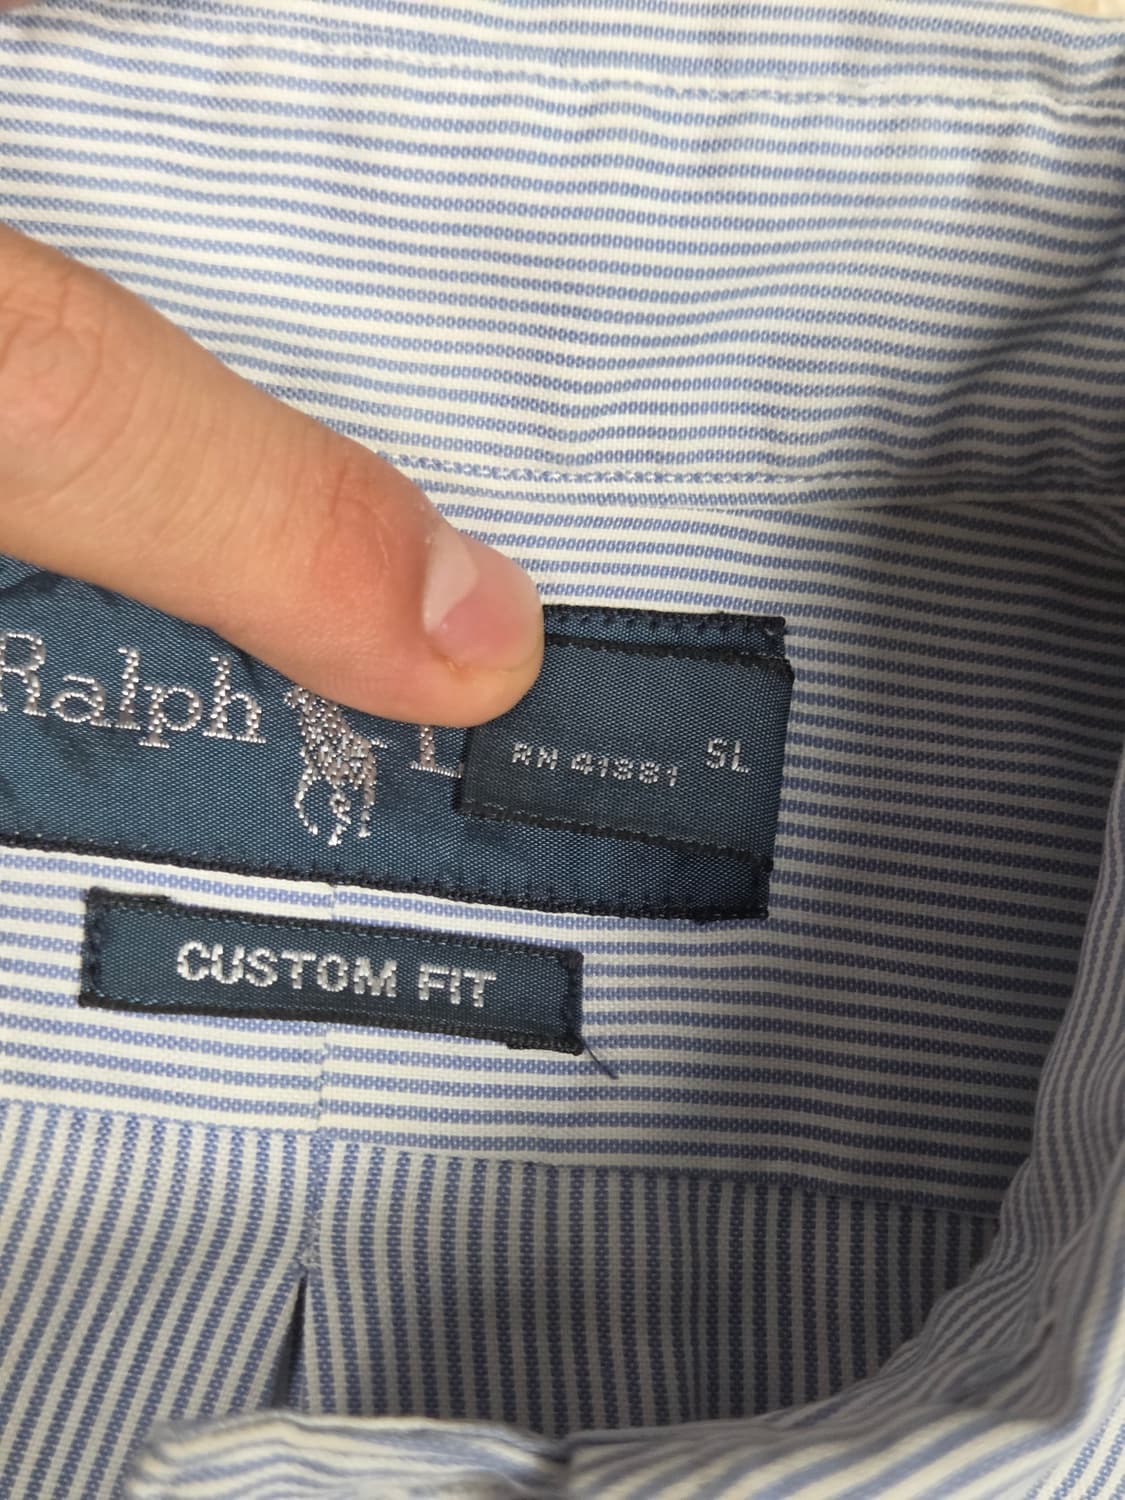 Ralph L
RN 41381 SL
CUSTOM FIT